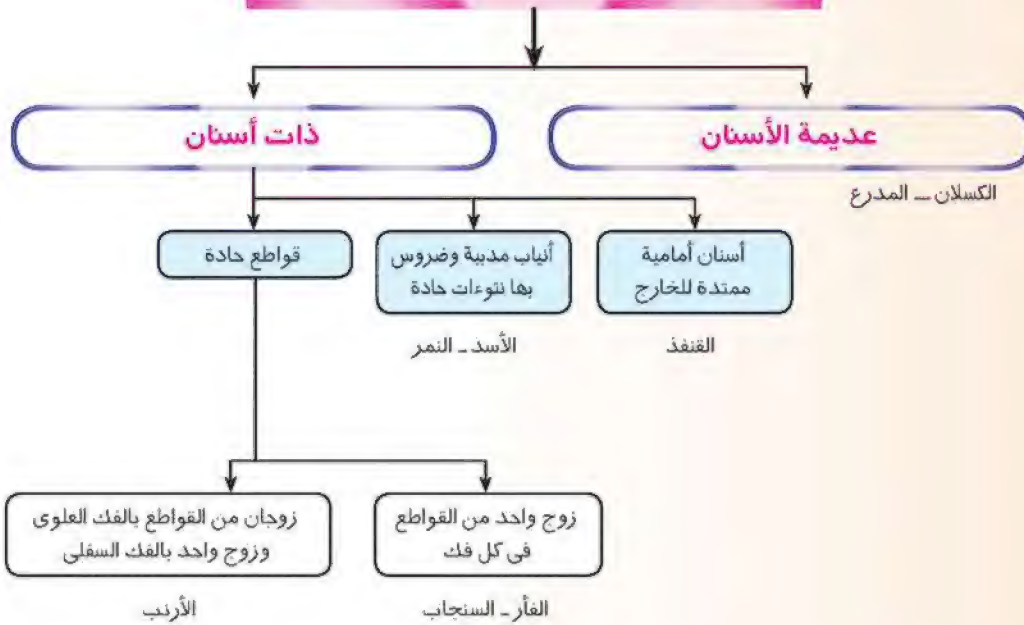 عديمة الأسنان
ذات أسنان
الكسلان ــ المدرع
أسنان أمامية
ممتدة للخارج
أنياب مدببة وضروس
بها نتوءات حادة
قواطع حادة
القنفذ
الأسد ـ النمر
زوج واحد من القواطع
فى كل فك
زوجان من القواطع بالفك العلوى
وزوج واحد بالفك السفلى
الفأر ـ السنجاب
الأرنب